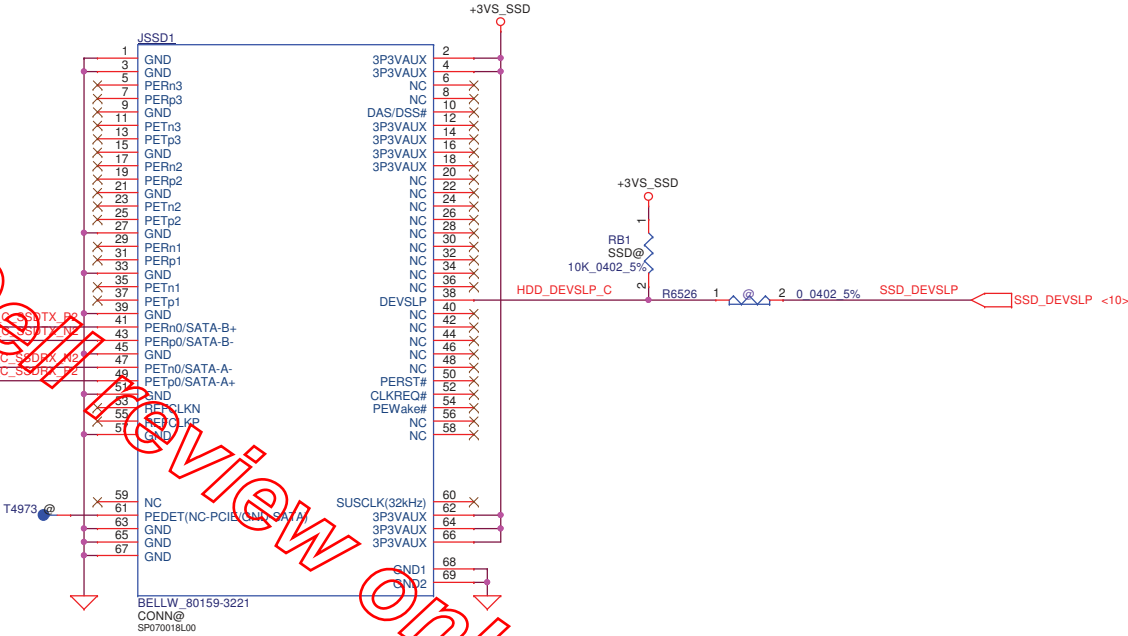 +3VS_SSD
JSSD1
1 GND 3P3VAUX 2
3 GND 3P3VAUX 4
5 PERn3 NC 6
7 PERp3 NC 8
9 GND DAS/DSS# 10
11 PETn3 3P3VAUX 12
13 PETp3 3P3VAUX 14
15 GND 3P3VAUX 16
17 PERn2 3P3VAUX 18
19 PERp2 NC 20
21 GND NC 22
23 PETn2 NC 24
25 PETp2 NC 26
27 GND NC 28
29 PERn1 NC 30
31 PERp1 NC 32
33 GND NC 34
35 PETn1 NC 36
37 PETp1 DEVSLP 38
39 GND NC 40
41 PERn0/SATA-B+ NC 42
43 PERp0/SATA-B- NC 44
45 GND NC 46
47 PETn0/SATA-A- NC 48
49 PETp0/SATA-A+ PERST# 50
51 GND CLKREQ# 52
53 REFCLKN PEWake# 54
55 REFCLKP NC 56
57 GND NC 58
59 NC SUSCLK(32kHz) 60
61 PEDET(NC-PCIE/GND-SATA) 3P3VAUX 62
63 GND 3P3VAUX 64
65 GND 3P3VAUX 66
67 GND
GND1 68
GND2 69
C_SSDTX_P2
C_SSDTX_N2
C_SSDRX_N2
C_SSDRX_P2
T4973 @
BELLW_80159-3221
CONN@
SP070018L00
+3VS_SSD
1
RB1
SSD@
10K_0402_5%
2
HDD_DEVSLP_C R6526 1 @ 2 0_0402_5% SSD_DEVSLP SSD_DEVSLP <10>
ell review onl